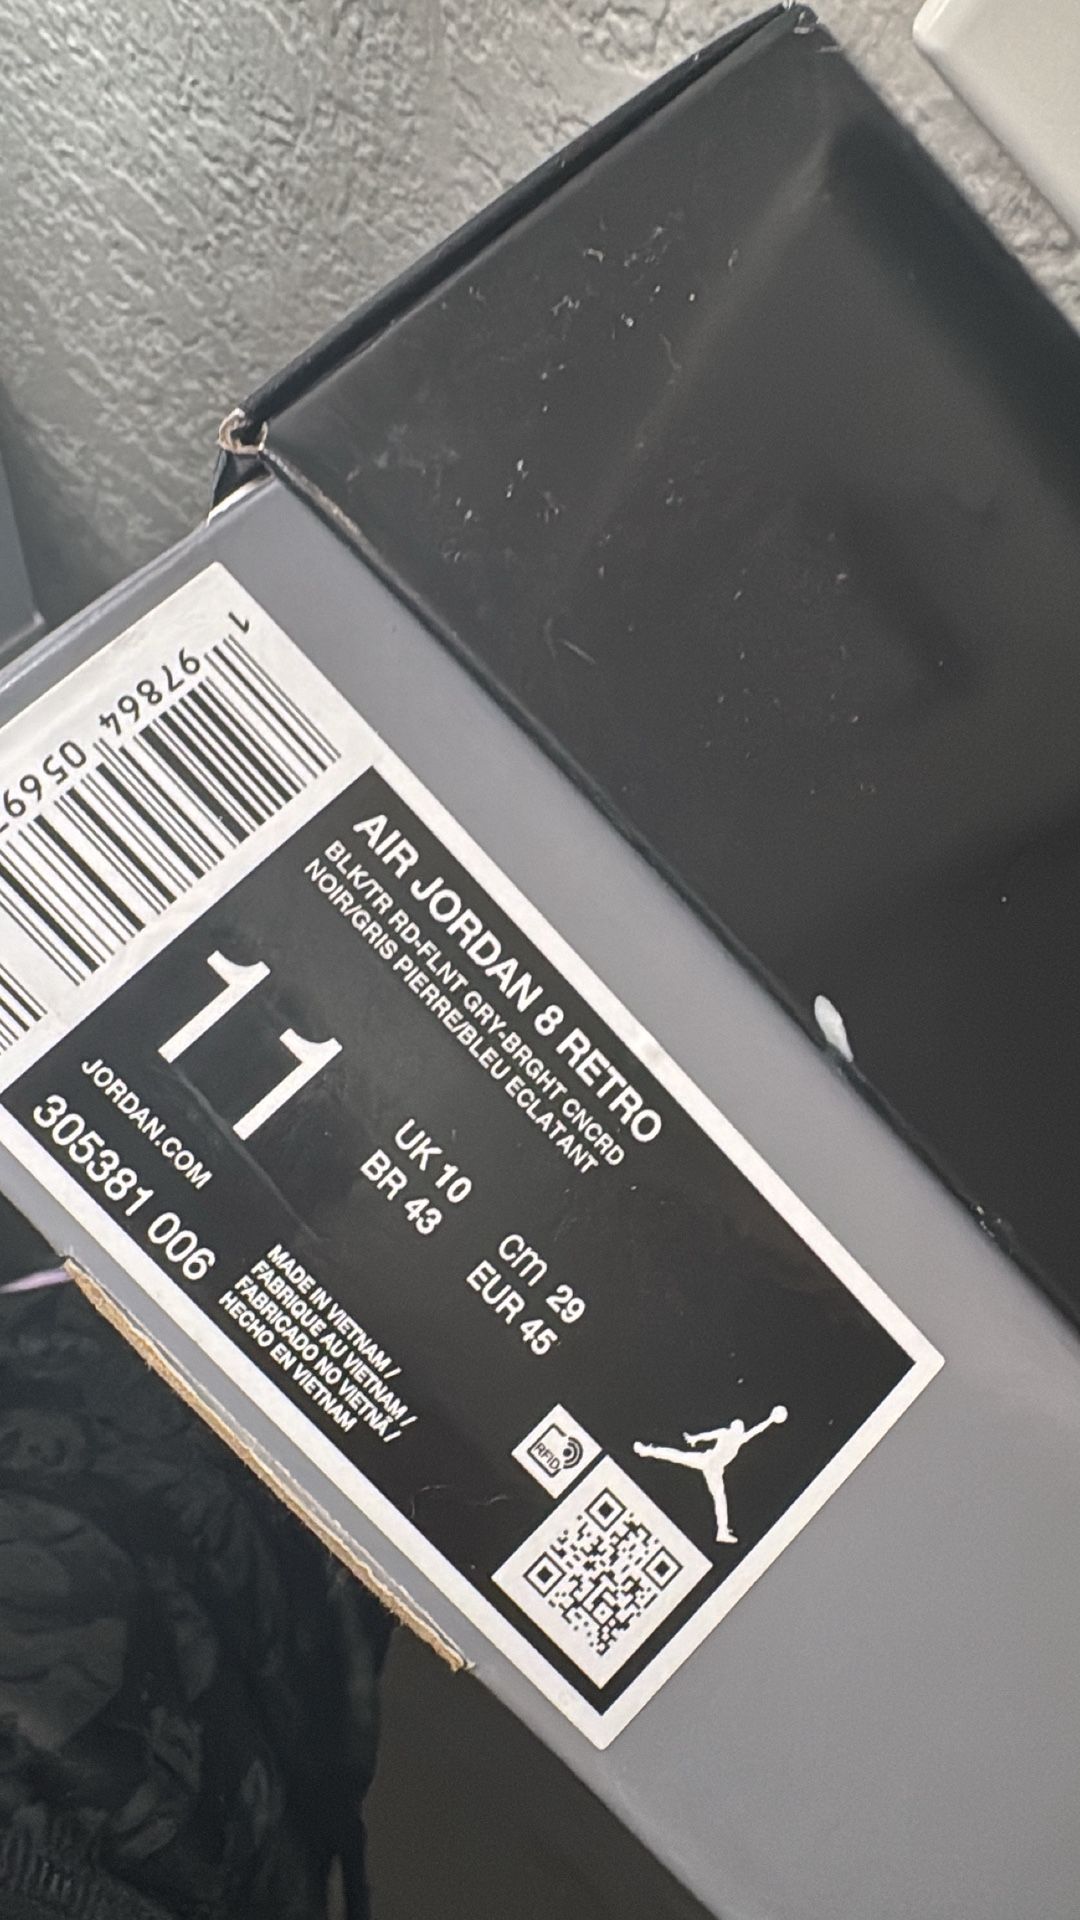 1 97864 0569
AIR JORDAN 8 RETRO
BLK/TR RD-FLNT GRY-BRGHT CNCRD
NOIR/GRIS PIERRE/BLEU ECLATANT
11
UK 10
BR 43
cm 29
EUR 45
JORDAN.COM
305381 006
MADE IN VIETNAM /
FABRIQUE AU VIETNAM /
FABRICADO NO VIETNÃ /
HECHO EN VIETNAM
RFID